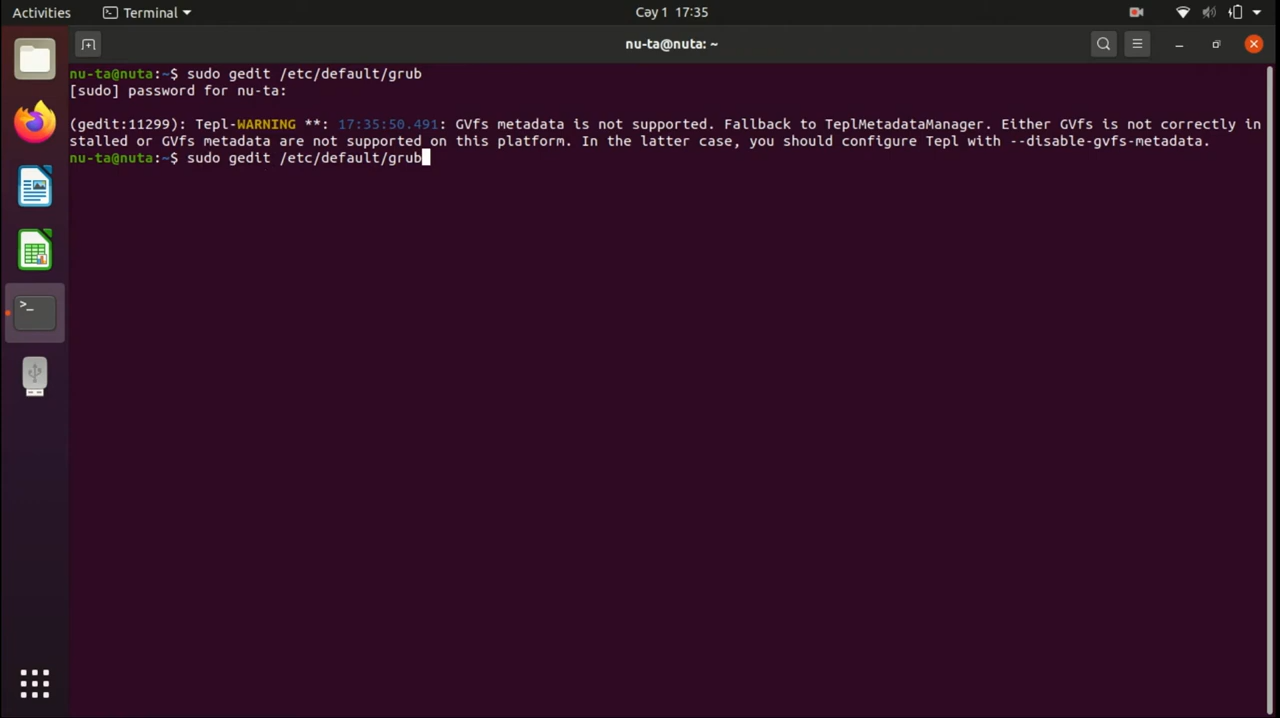 Activities
Terminal
Cəy 1 17:35
nu-ta@nuta: ~
nu-ta@nuta:~$ sudo gedit /etc/default/grub
[sudo] password for nu-ta:
(gedit:11299): Tepl-WARNING **: 17:35:50.491: GVfs metadata is not supported. Fallback to TeplMetadataManager. Either GVfs is not correctly in
stalled or GVfs metadata are not supported on this platform. In the latter case, you should configure Tepl with --disable-gvfs-metadata.
nu-ta@nuta:~$ sudo gedit /etc/default/grub